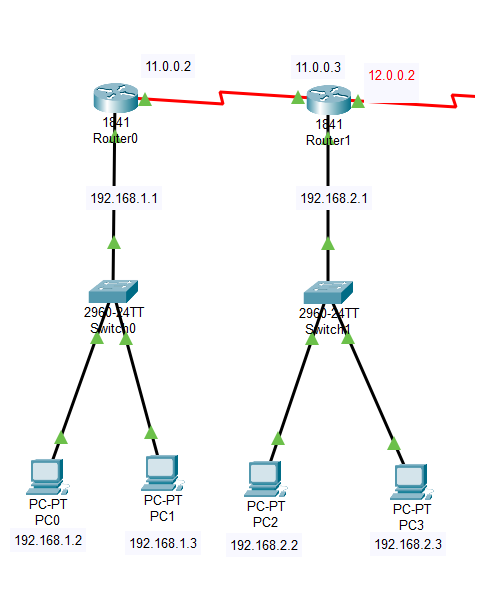 11.0.0.2
11.0.0.3
12.0.0.2
1841
Router0
1841
Router1
192.168.1.1
192.168.2.1
2960-24TT
Switch0
2960-24TT
Switch1
PC-PT
PC0
192.168.1.2
PC-PT
PC1
192.168.1.3
PC-PT
PC2
192.168.2.2
PC-PT
PC3
192.168.2.3